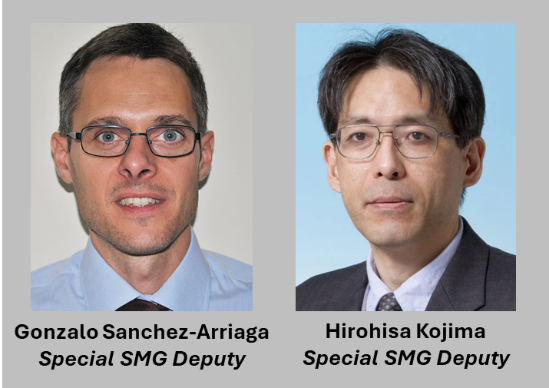 Gonzalo Sanchez-Arriaga
Special SMG Deputy
Hirohisa Kojima
Special SMG Deputy